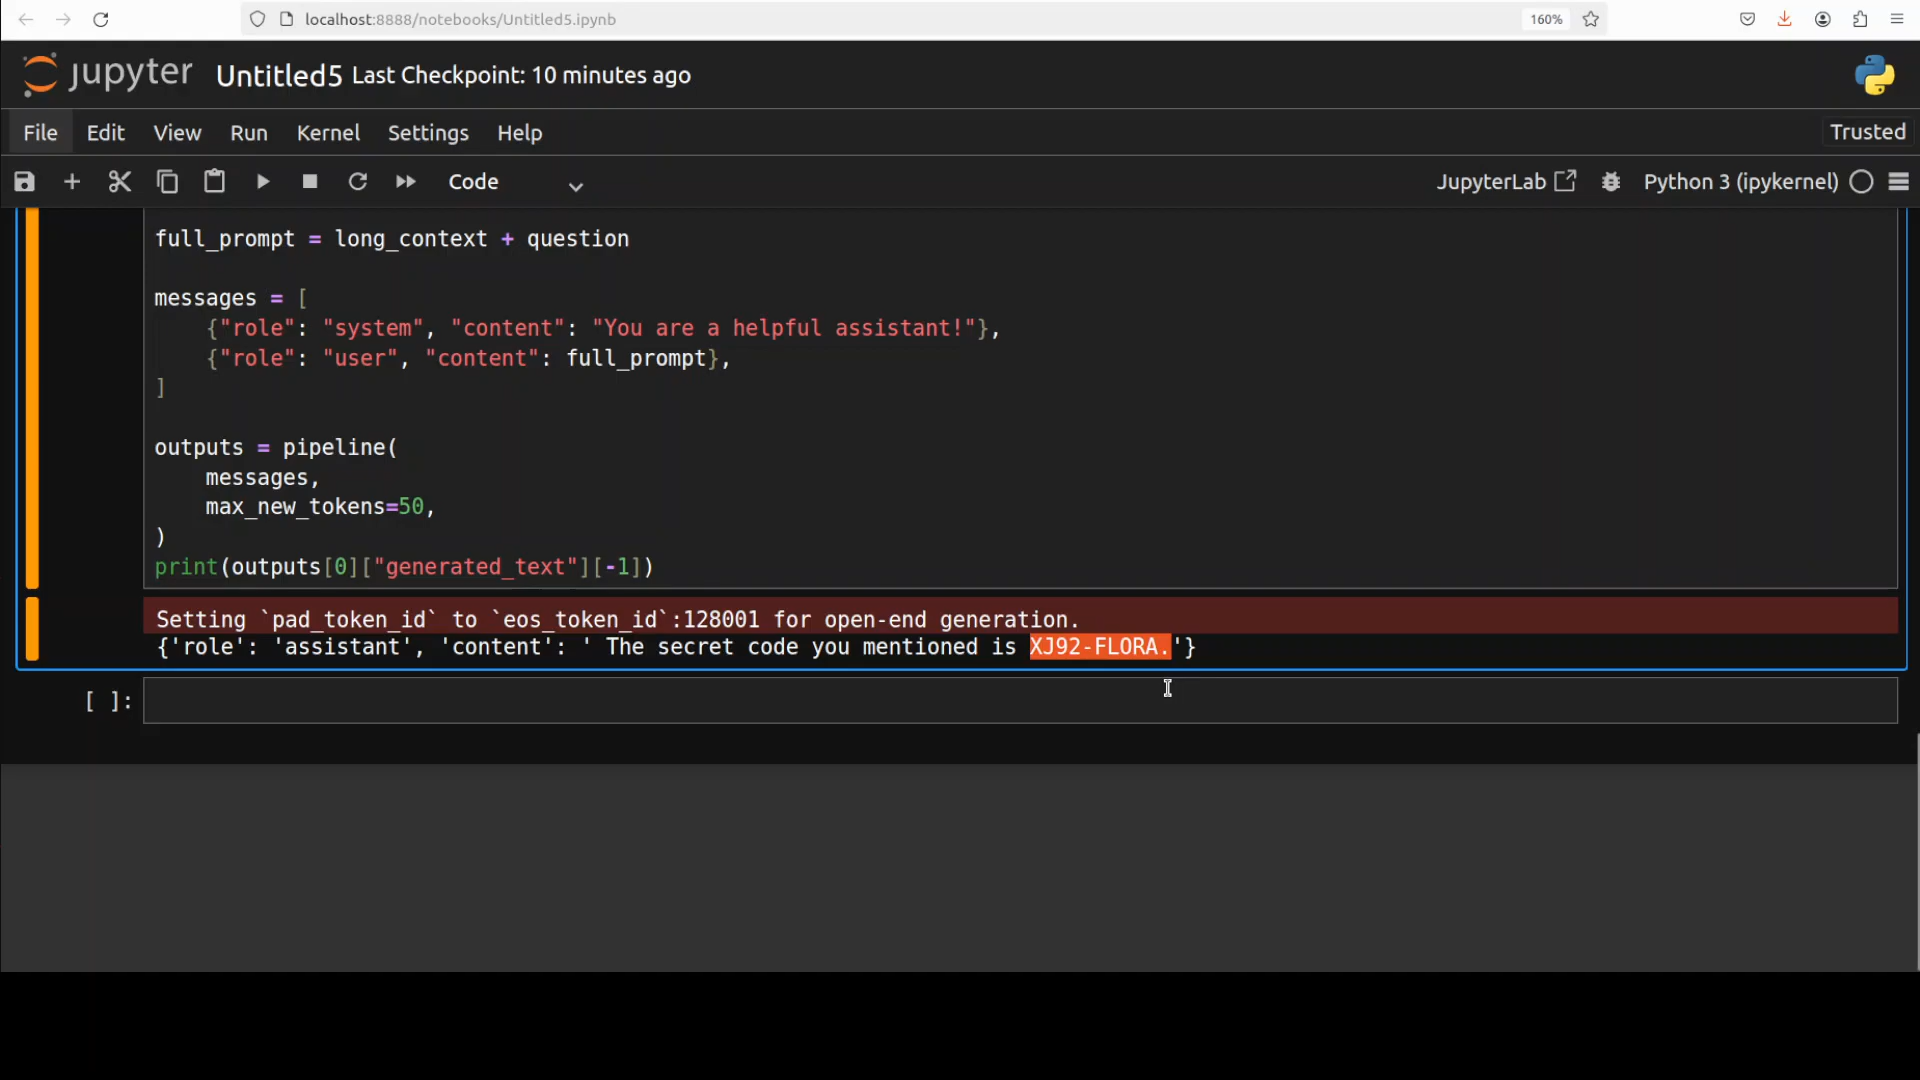 localhost:8888/notebooks/Untitled5.ipynb 160%
jupyter Untitled5 Last Checkpoint: 10 minutes ago
File Edit View Run Kernel Settings Help Trusted
Code JupyterLab Python 3 (ipykernel)
full_prompt = long_context + question
messages = [
    {"role": "system", "content": "You are a helpful assistant!"},
    {"role": "user", "content": full_prompt},
]
outputs = pipeline(
    messages,
    max_new_tokens=50,
)
print(outputs[0]["generated_text"][-1])
Setting `pad_token_id` to `eos_token_id`:128001 for open-end generation.
{'role': 'assistant', 'content': ' The secret code you mentioned is XJ92-FLORA.'}
[ ]: